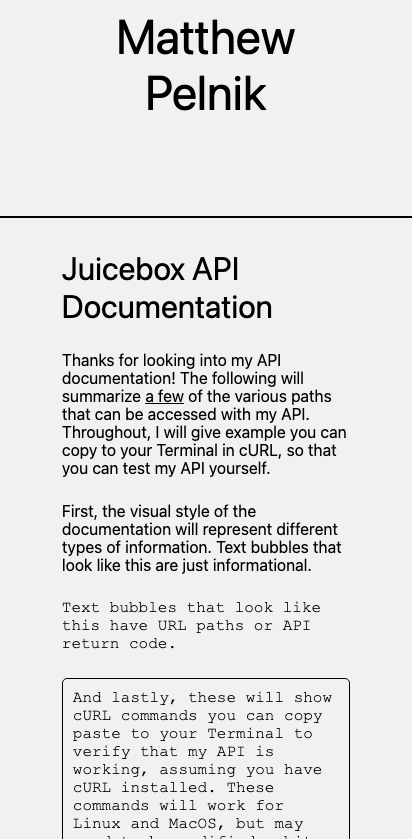 Matthew
Pelnik
Juicebox API
Documentation
Thanks for looking into my API
documentation! The following will
summarize a few of the various paths
that can be accessed with my API.
Throughout, I will give example you can
copy to your Terminal in cURL, so that
you can test my API yourself.
First, the visual style of the
documentation will represent different
types of information. Text bubbles that
look like this are just informational.
Text bubbles that look like
this have URL paths or API
return code.
And lastly, these will show
cURL commands you can copy
paste to your Terminal to
verify that my API is
working, assuming you have
cURL installed. These
commands will work for
Linux and MacOS, but may